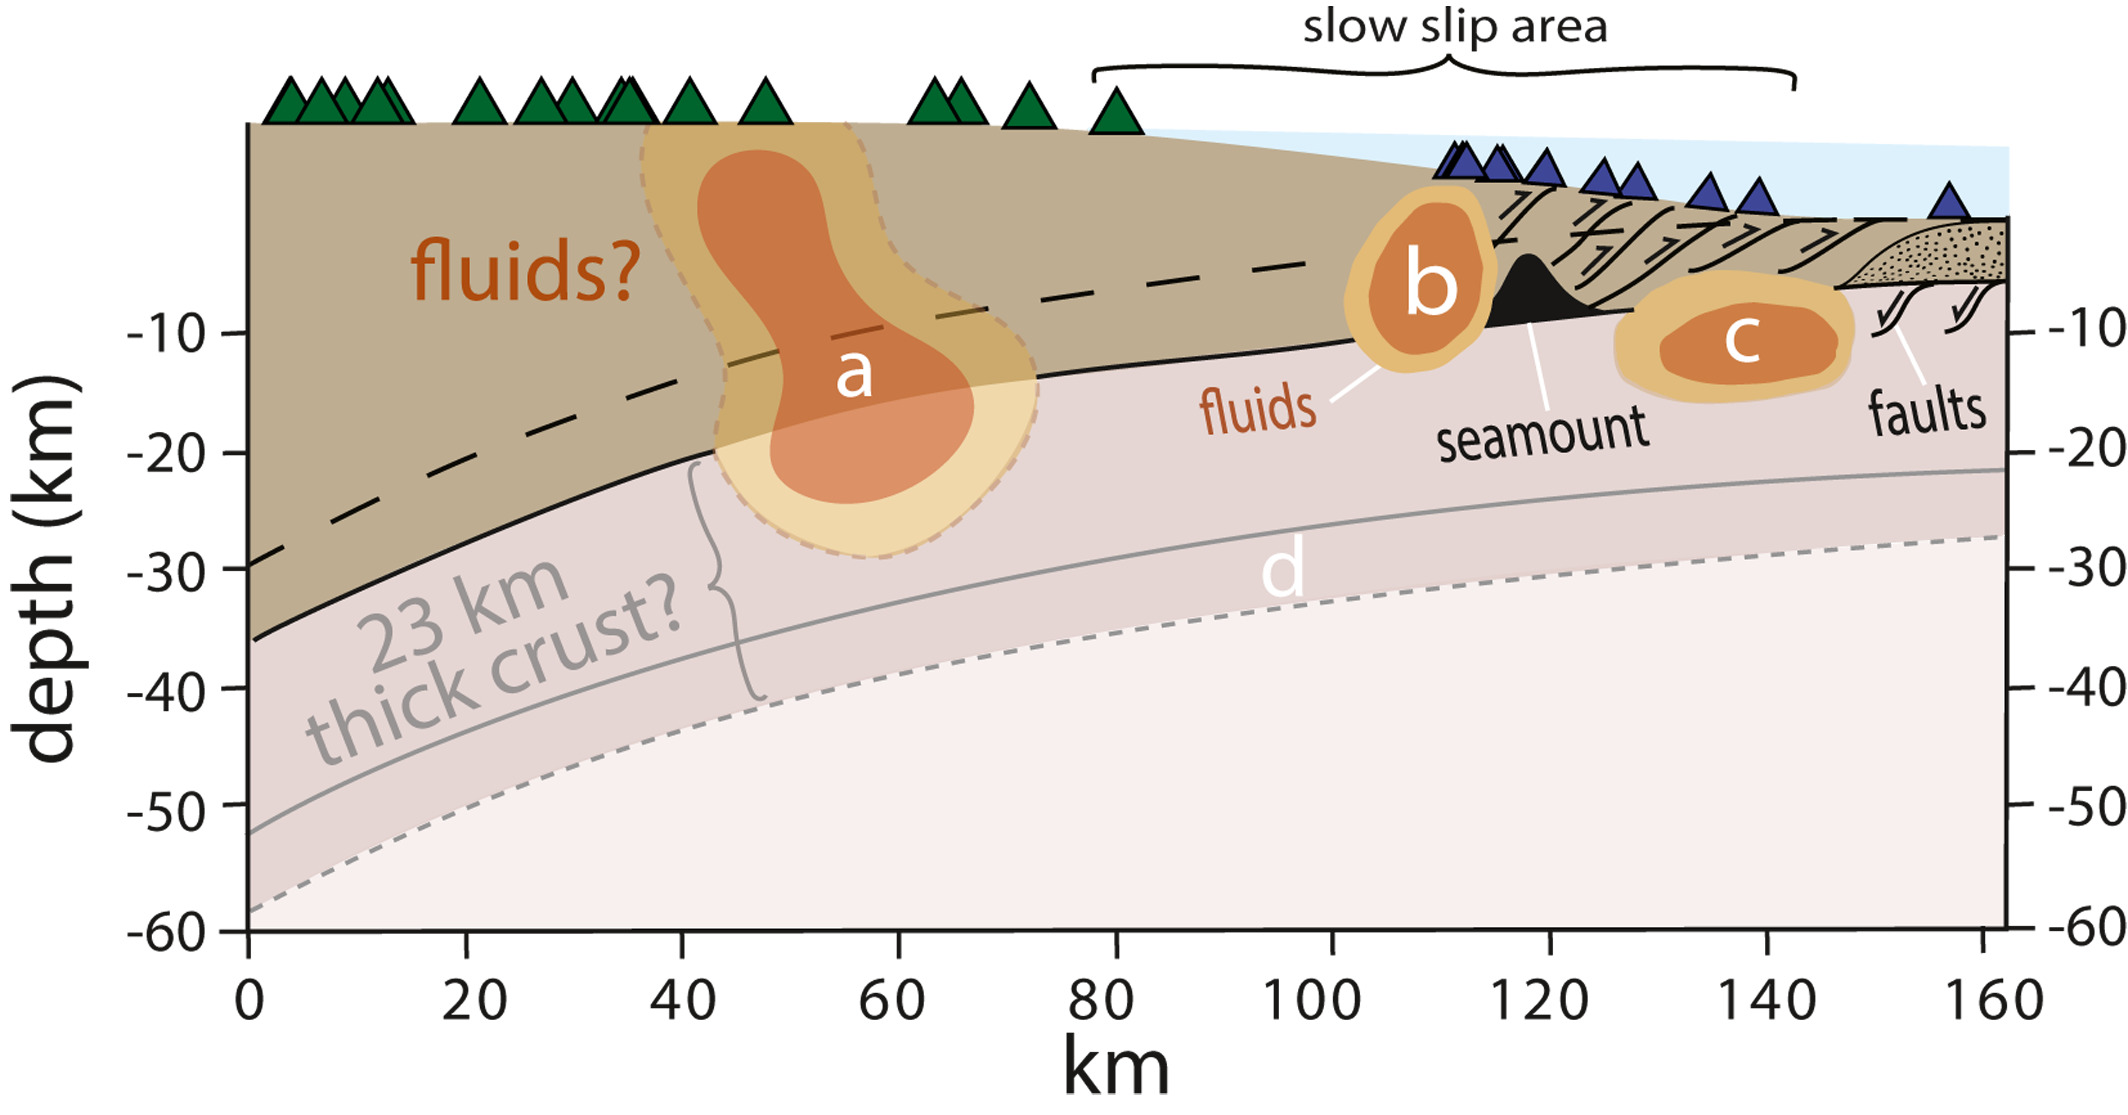 slow slip area
fluids?
a
b
c
fluids
seamount
faults
d
23 km
thick crust?
depth (km)
-10
-20
-30
-40
-50
-60
-10
-20
-30
-40
-50
-60
0 20 40 60 80 100 120 140 160
km